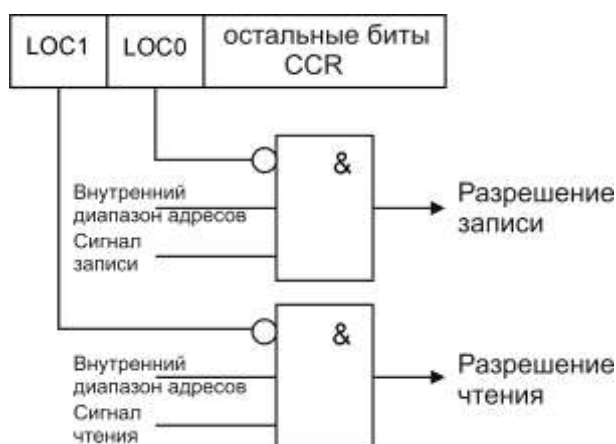 LOC1 LOC0 остальные биты
CCR
&
Внутренний
диапазон адресов
Сигнал
записи
Разрешение
записи
&
Внутренний
диапазон адресов
Сигнал
чтения
Разрешение
чтения